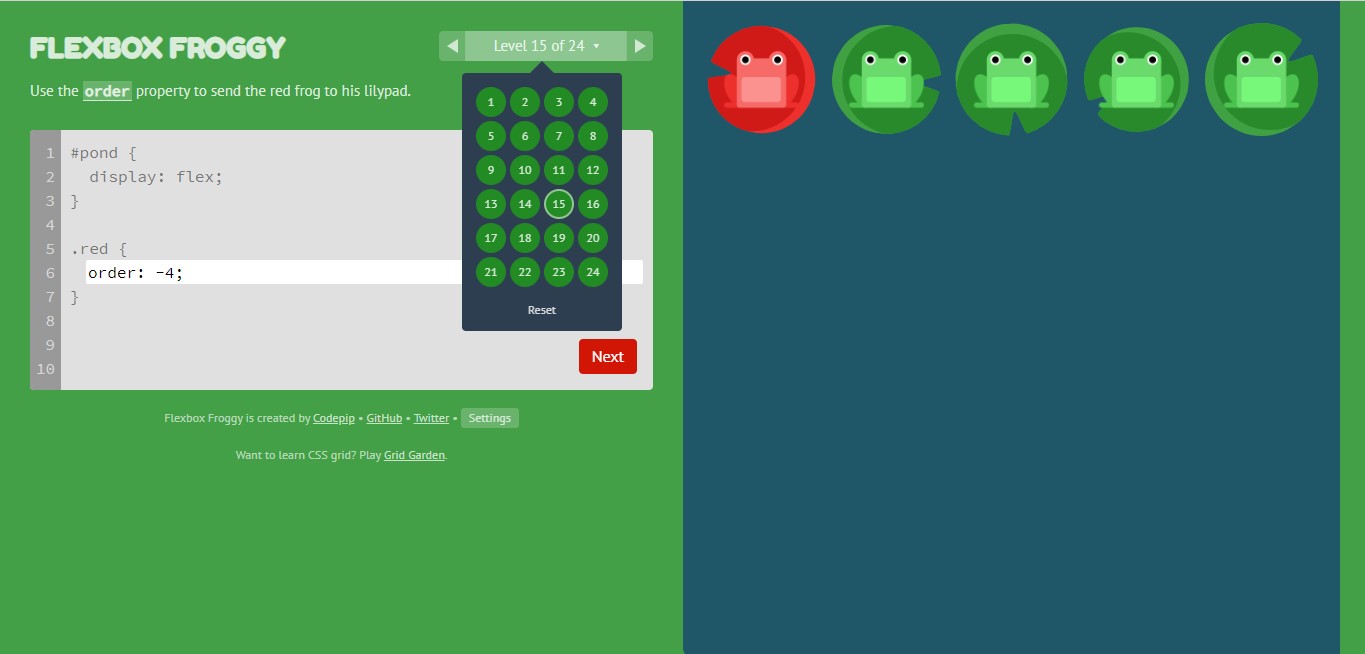 FLEXBOX FROGGY
Level 15 of 24
Use the order property to send the red frog to his lilypad.
1 2 3 4
5 6 7 8
9 10 11 12
13 14 15 16
17 18 19 20
21 22 23 24
Reset
1 #pond {
2 display: flex;
3 }
4
5 .red {
6 order: -4;
7 }
8
9
10
Next
Flexbox Froggy is created by Codepip • GitHub • Twitter • Settings
Want to learn CSS grid? Play Grid Garden.